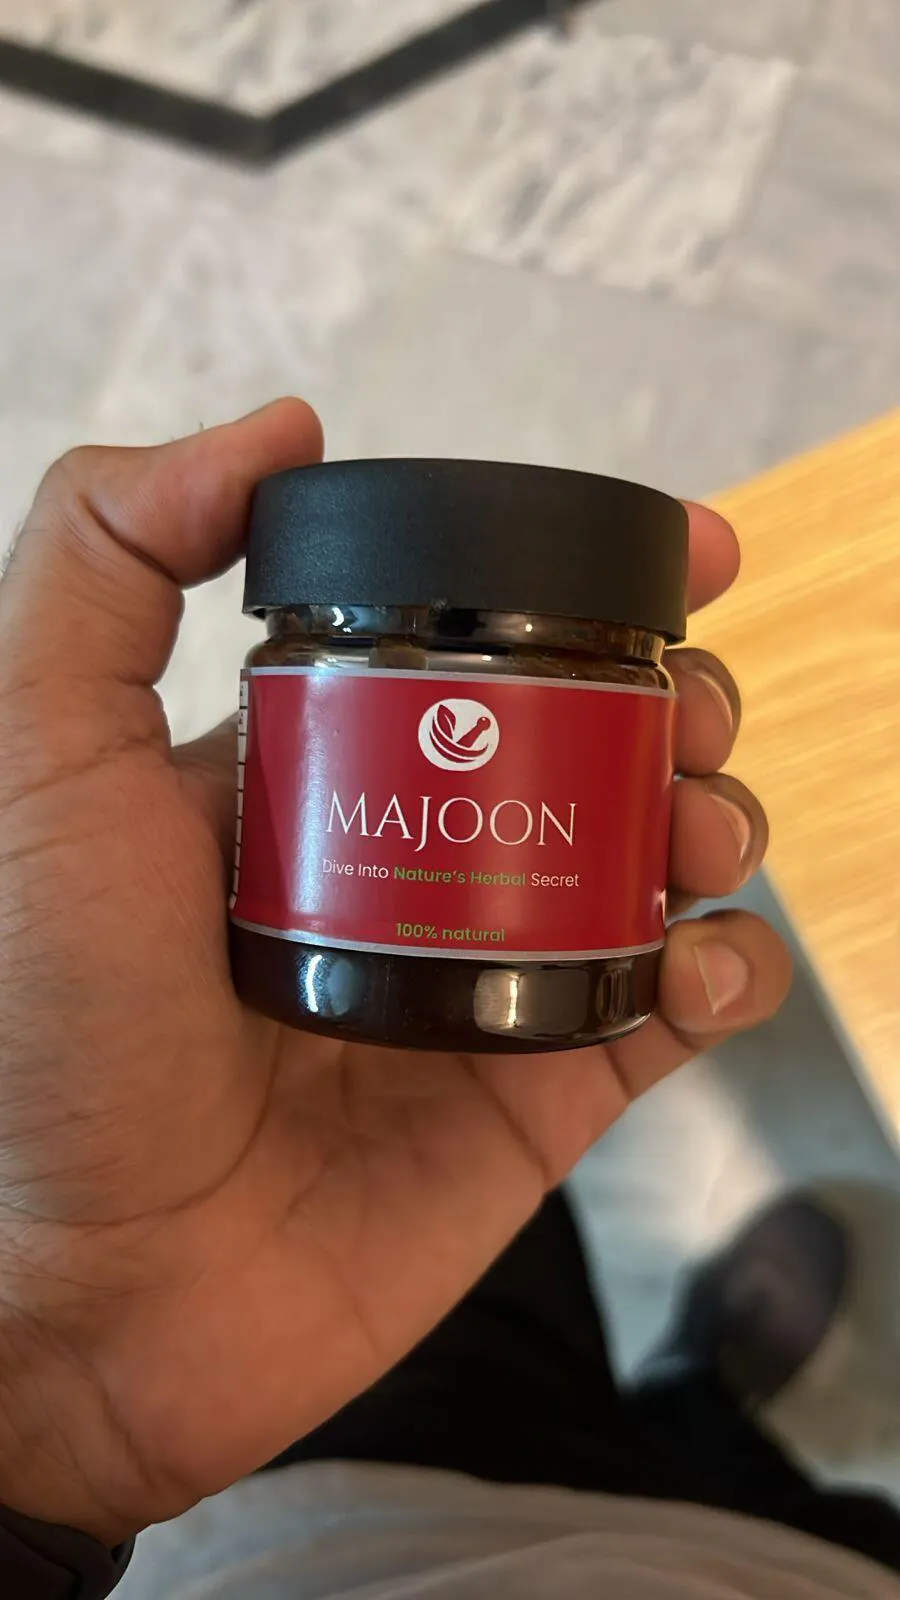 MAJOON
Dive Into Nature's Herbal Secret
100% natural